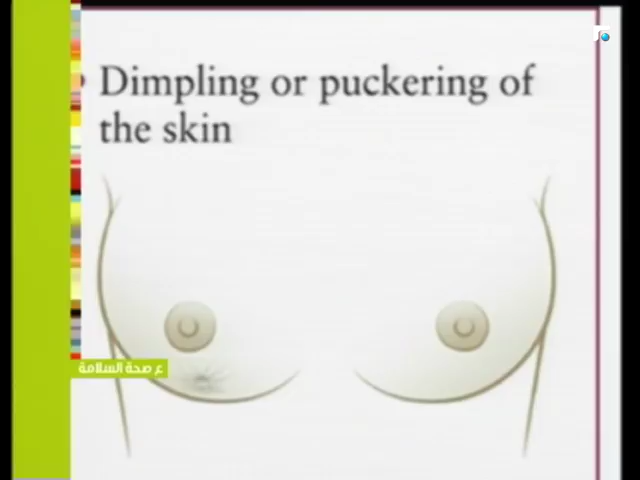 Dimpling or puckering of
the skin
ع صحة السلامة